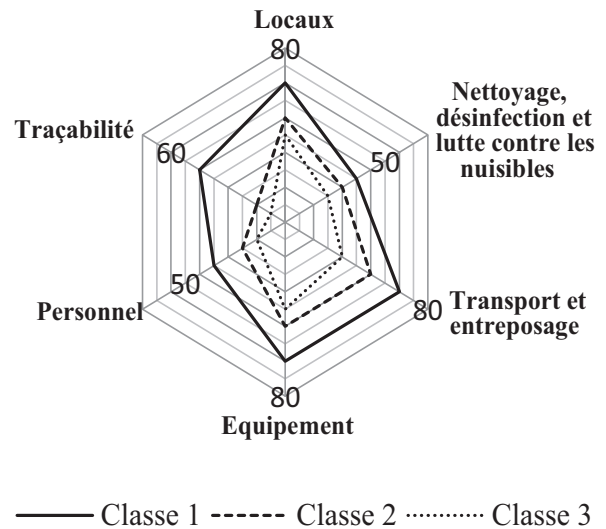 Locaux
80
Nettoyage,
désinfection et
lutte contre les
nuisibles
50
Traçabilité
60
Personnel
50
Transport et
entreposage
80
80
Equipement
Classe 1
Classe 2
Classe 3